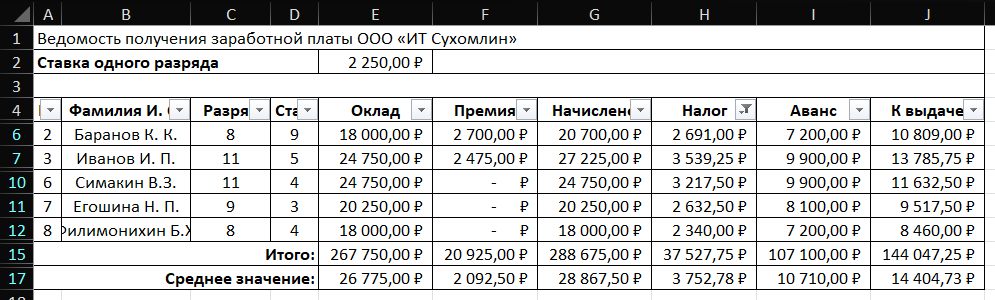 A B C D E F G H I J
1 Ведомость получения заработной платы ООО «ИТ Сухомлин»
2 Ставка одного разряда 2 250,00 ₽
3
4 Фамилия И. Разря Ста Оклад Премия Начислено Налог Аванс К выдаче
6 2 Баранов К. К. 8 9 18 000,00 ₽ 2 700,00 ₽ 20 700,00 ₽ 2 691,00 ₽ 7 200,00 ₽ 10 809,00 ₽
7 3 Иванов И. П. 11 5 24 750,00 ₽ 2 475,00 ₽ 27 225,00 ₽ 3 539,25 ₽ 9 900,00 ₽ 13 785,75 ₽
10 6 Симакин В.З. 11 4 24 750,00 ₽ - ₽ 24 750,00 ₽ 3 217,50 ₽ 9 900,00 ₽ 11 632,50 ₽
11 7 Егошина Н. П. 9 3 20 250,00 ₽ - ₽ 20 250,00 ₽ 2 632,50 ₽ 8 100,00 ₽ 9 517,50 ₽
12 8 Филимонихин Б.Х 8 4 18 000,00 ₽ - ₽ 18 000,00 ₽ 2 340,00 ₽ 7 200,00 ₽ 8 460,00 ₽
15 Итого: 267 750,00 ₽ 20 925,00 ₽ 288 675,00 ₽ 37 527,75 ₽ 107 100,00 ₽ 144 047,25 ₽
17 Среднее значение: 26 775,00 ₽ 2 092,50 ₽ 28 867,50 ₽ 3 752,78 ₽ 10 710,00 ₽ 14 404,73 ₽